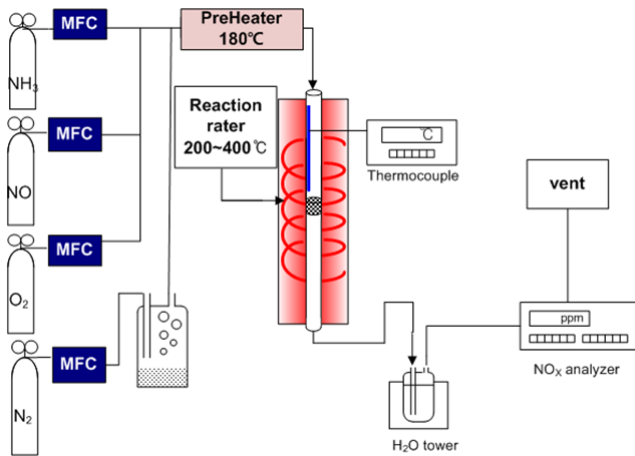 MFC
NH3
PreHeater
180℃
MFC
NO
Reaction
rater
200~400℃
℃
Thermocouple
vent
MFC
O2
ppm
NOX analyzer
MFC
N2
H2O tower